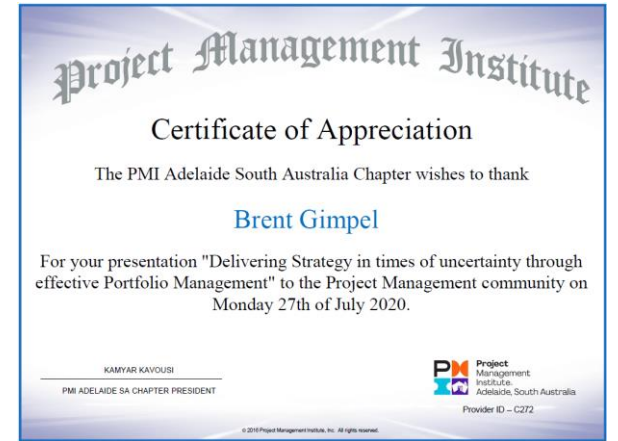 Project Management Institute
Certificate of Appreciation
The PMI Adelaide South Australia Chapter wishes to thank
Brent Gimpel
For your presentation "Delivering Strategy in times of uncertainty through
effective Portfolio Management" to the Project Management community on
Monday 27th of July 2020.
KAMYAR KAVOUSI
PMI ADELAIDE SA CHAPTER PRESIDENT
Project
Management
Institute.
Adelaide, South Australia
Provider ID – C272
© 2010 Project Management Institute, Inc. All rights reserved.